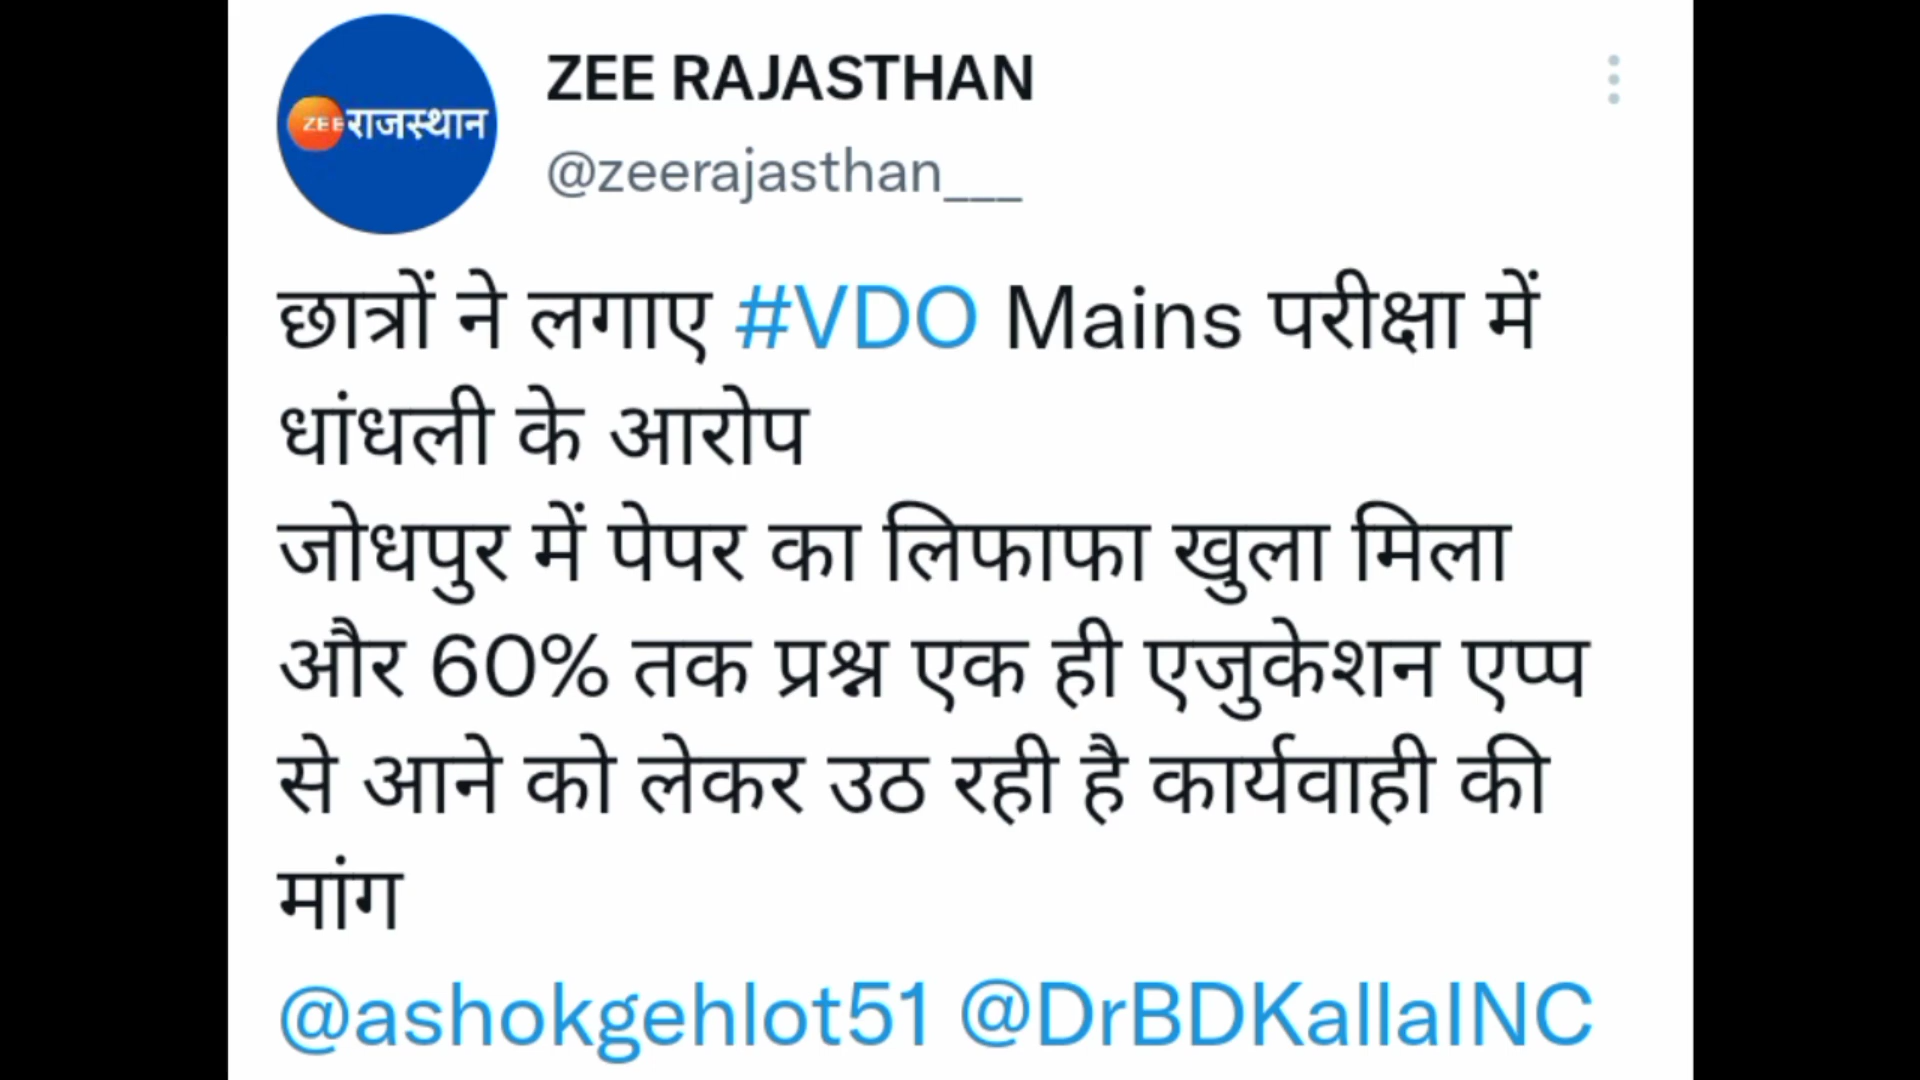 ZEE राजस्थान
ZEE RAJASTHAN
@zeerajasthan___
छात्रों ने लगाए #VDO Mains परीक्षा में
धांधली के आरोप
जोधपुर में पेपर का लिफाफा खुला मिला
और 60% तक प्रश्न एक ही एजुकेशन एप्प
से आने को लेकर उठ रही है कार्यवाही की
मांग
@ashokgehlot51 @DrBDKallaINC